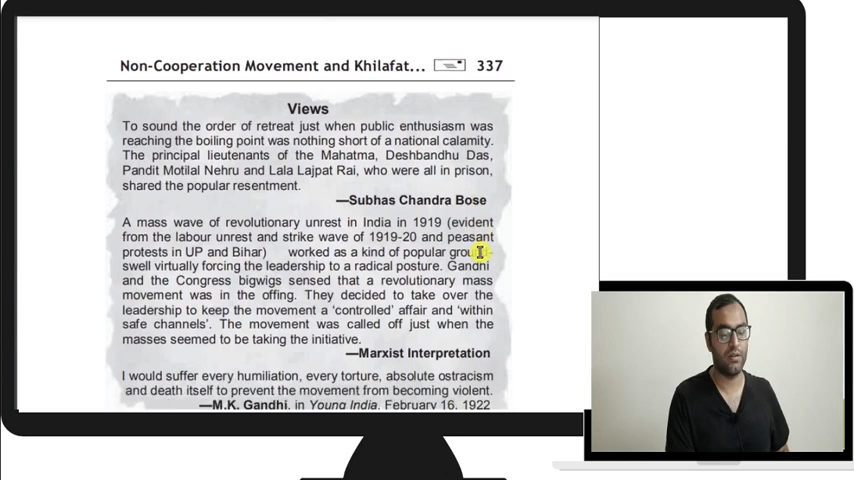 Non-Cooperation Movement and Khilafat... 337
Views
To sound the order of retreat just when public enthusiasm was
reaching the boiling point was nothing short of a national calamity.
The principal lieutenants of the Mahatma, Deshbandhu Das,
Pandit Motilal Nehru and Lala Lajpat Rai, who were all in prison,
shared the popular resentment.
—Subhas Chandra Bose
A mass wave of revolutionary unrest in India in 1919 (evident
from the labour unrest and strike wave of 1919-20 and peasant
protests in UP and Bihar) worked as a kind of popular ground-
swell virtually forcing the leadership to a radical posture. Gandhi
and the Congress bigwigs sensed that a revolutionary mass
movement was in the offing. They decided to take over the
leadership to keep the movement a ‘controlled’ affair and ‘within
safe channels’. The movement was called off just when the
masses seemed to be taking the initiative.
—Marxist Interpretation
I would suffer every humiliation, every torture, absolute ostracism
and death itself to prevent the movement from becoming violent.
—M.K. Gandhi, in Young India, February 16, 1922